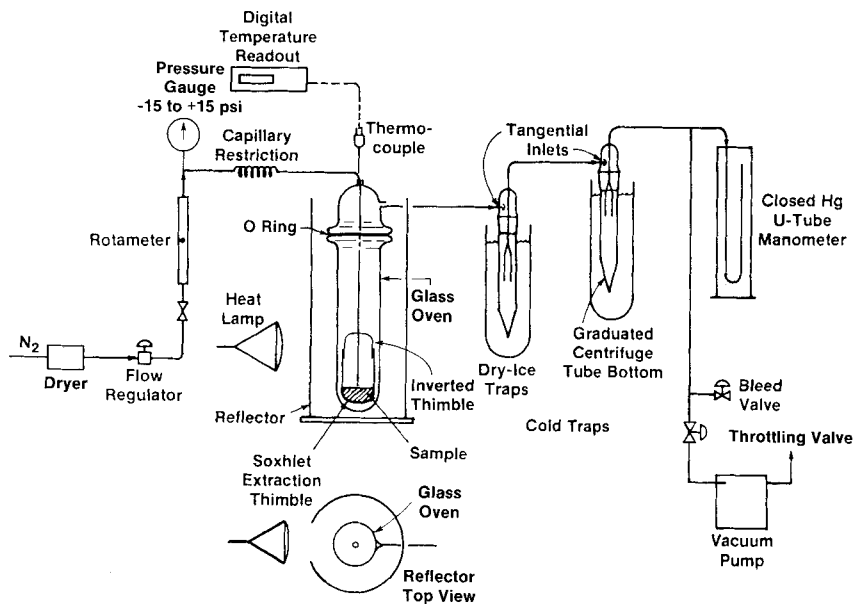 Digital
Temperature
Readout
Pressure
Gauge
-15 to +15 psi
Capillary
Restriction
Thermo-
couple
Tangential
Inlets
Closed Hg
U-Tube
Manometer
Rotameter
O Ring
Glass
Oven
Heat
Lamp
Graduated
Centrifuge
Tube Bottom
N2
Dryer
Flow
Regulator
Dry-Ice
Traps
Inverted
Thimble
Bleed
Valve
Reflector
Cold Traps
Throttling Valve
Sample
Soxhlet
Extraction
Thimble
Glass
Oven
Vacuum
Pump
Reflector
Top View